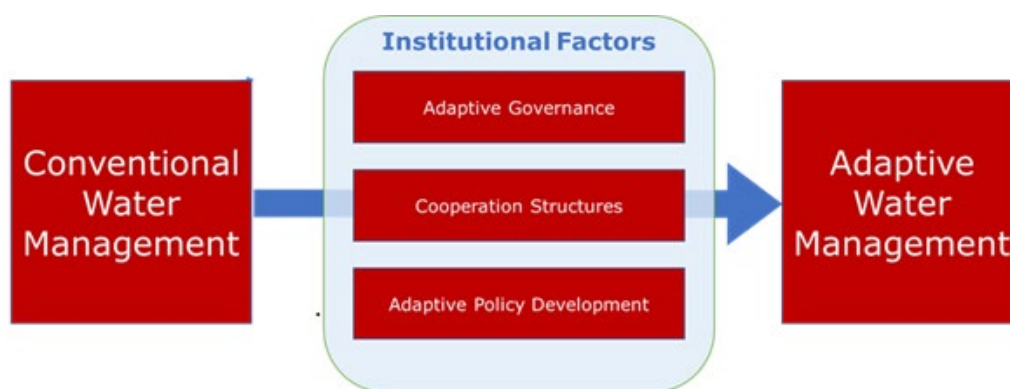 Institutional Factors
Conventional
Water
Management
Adaptive Governance
Cooperation Structures
Adaptive Policy Development
Adaptive
Water
Management